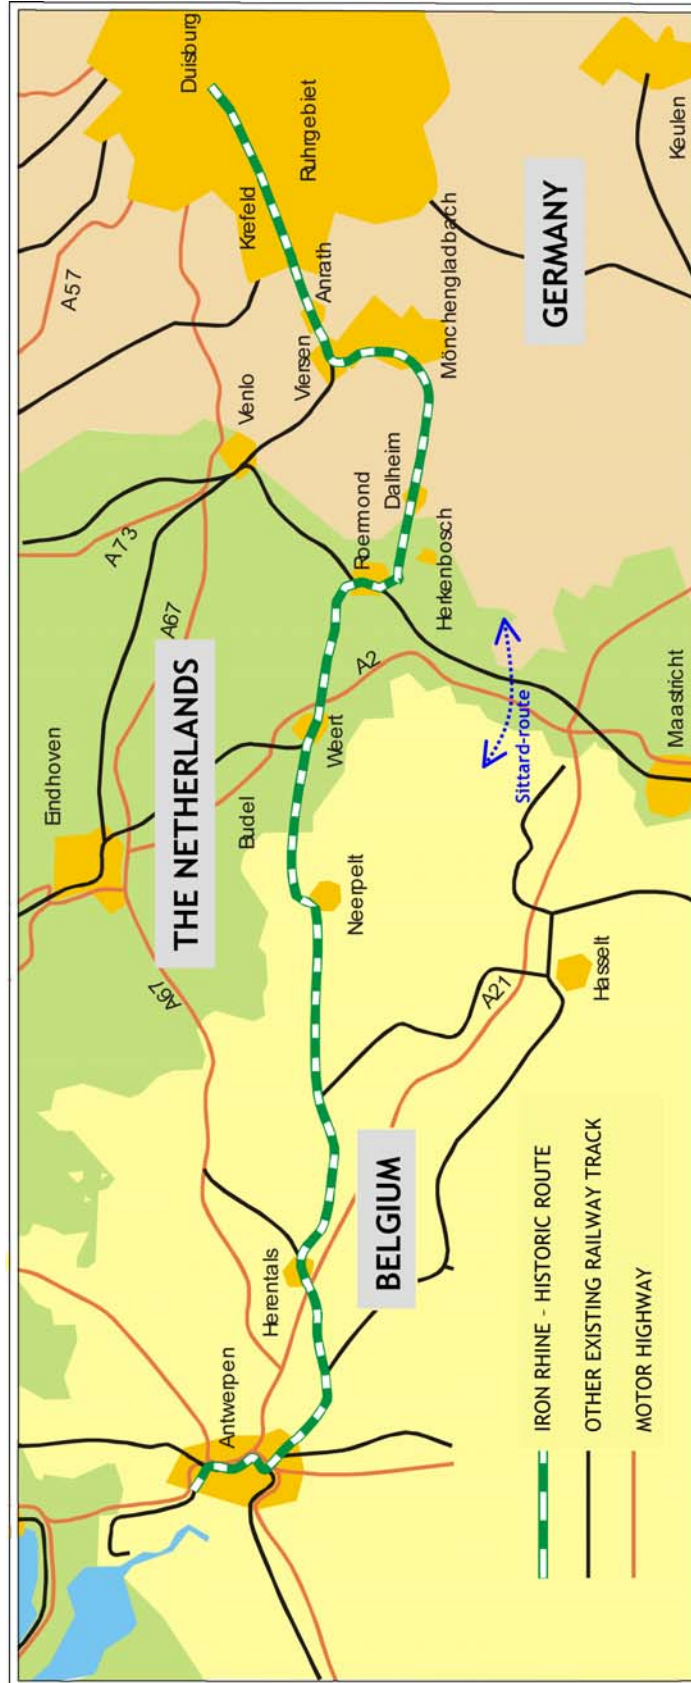 Duisburg
Ruhrgebiet
Krefeld
Anrath
Keulen
A57
GERMANY
Mönchengladbach
Viersen
Venlo
Dalheim
Roermond
Herkenbosch
A73
A67
A2
THE NETHERLANDS
Eindhoven
Weert
Budel
Sittard-route
Maastricht
Neerpelt
A67
A21
Hasselt
BELGIUM
Herentals
Antwerpen
IRON RHINE - HISTORIC ROUTE
OTHER EXISTING RAILWAY TRACK
MOTOR HIGHWAY